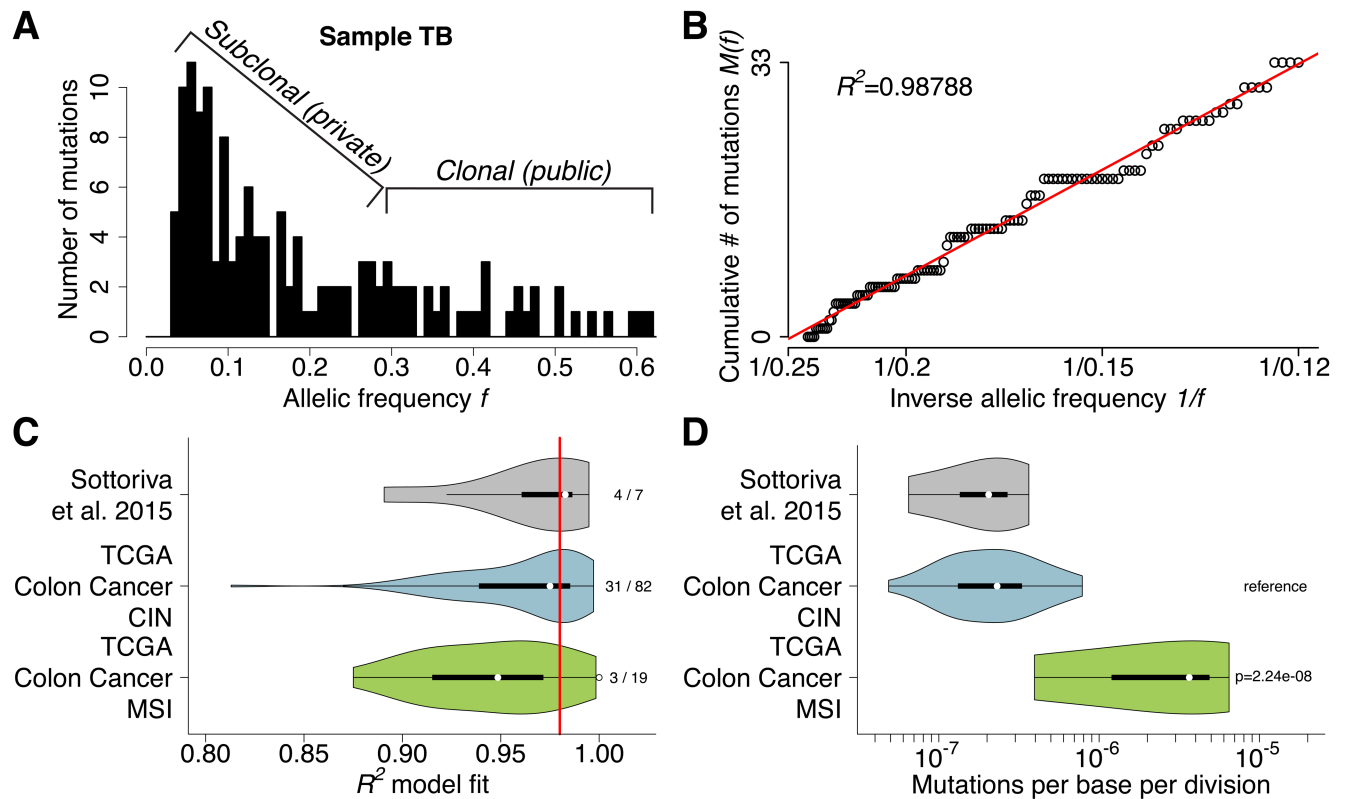 A
Sample TB
Subclonal (private)
Clonal (public)
Number of mutations
10
8
6
4
2
0
0.0 0.1 0.2 0.3 0.4 0.5 0.6
Allelic frequency f
B
Cumulative # of mutations M(f)
33
0
R²=0.98788
1/0.25 1/0.2 1/0.15 1/0.12
Inverse allelic frequency 1/f
C
Sottoriva
et al. 2015
4 / 7
TCGA
Colon Cancer
CIN
31 / 82
TCGA
Colon Cancer
MSI
3 / 19
0.80 0.85 0.90 0.95 1.00
R² model fit
D
Sottoriva
et al. 2015
TCGA
Colon Cancer
CIN
reference
TCGA
Colon Cancer
MSI
p=2.24e-08
10⁻⁷ 10⁻⁶ 10⁻⁵
Mutations per base per division